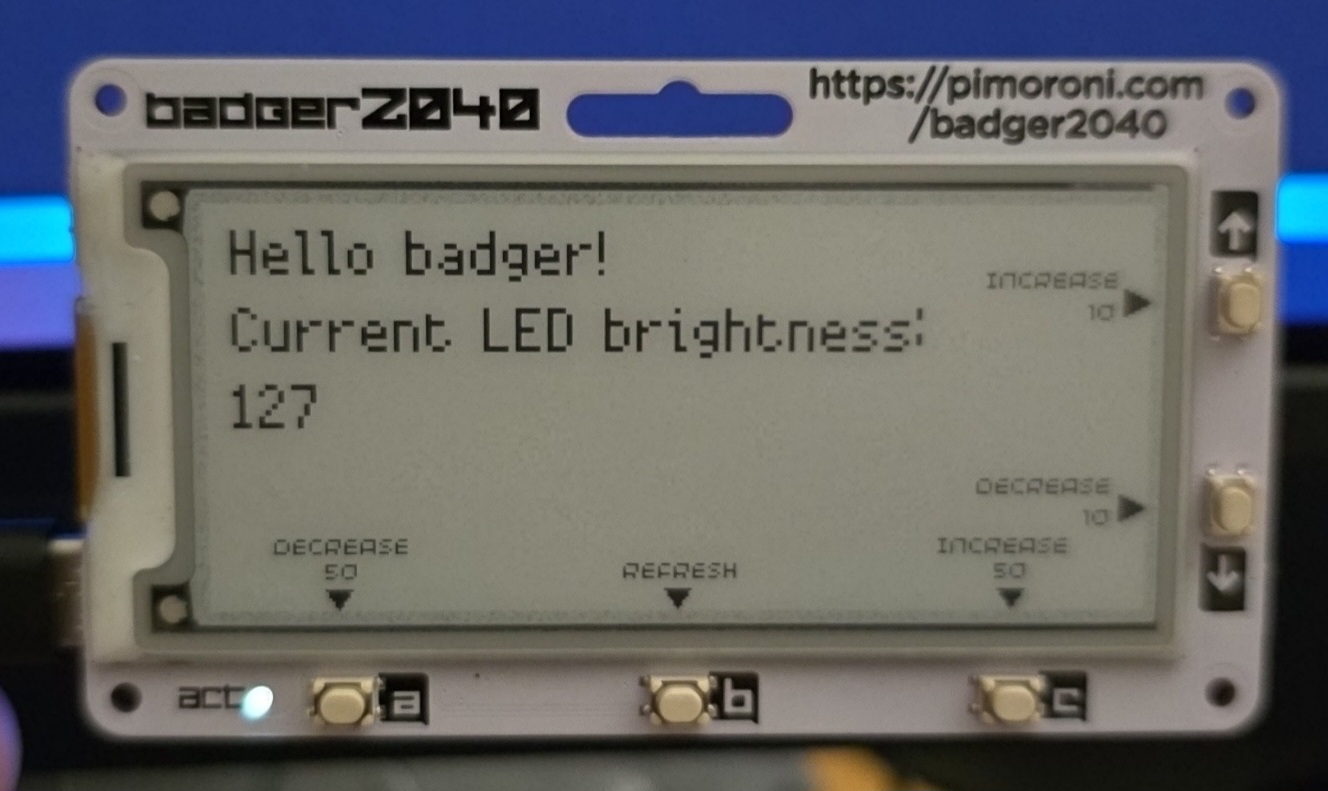 badger2040
https://pimoroni.com
/badger2040
Hello badger!
Current LED brightness:
127
INCREASE
10
DECREASE
10
DECREASE
50
REFRESH
INCREASE
50
act
a
b
c